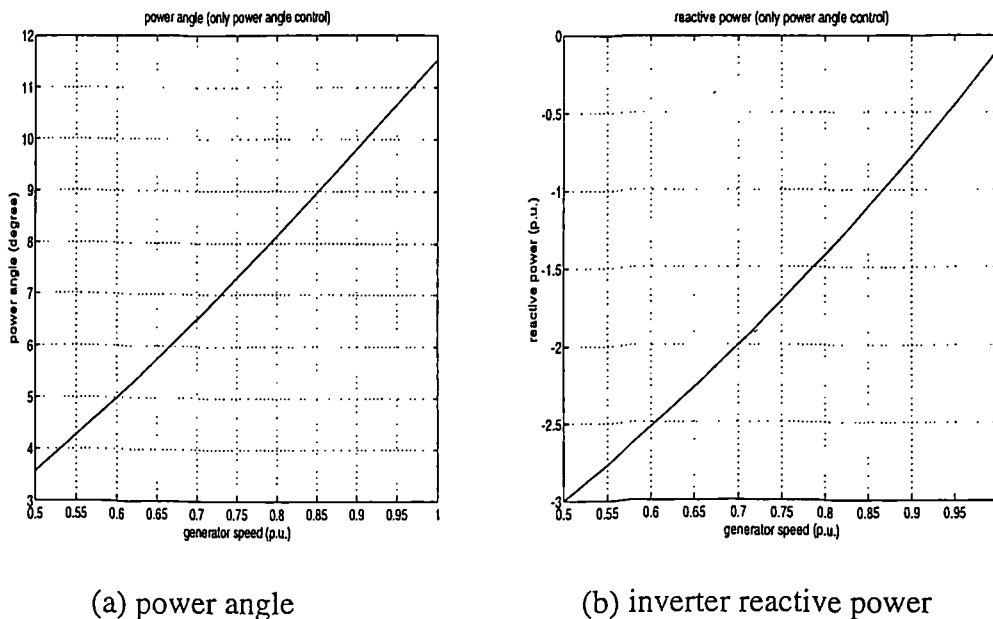 power angle (only power angle control)
12
11
10
9
8
7
6
5
4
3
power angle (degree)
0.5 0.55 0.6 0.65 0.7 0.75 0.8 0.85 0.9 0.95 1
generator speed (p.u.)
(a) power angle
reactive power (only power angle control)
0
-0.5
-1
-1.5
-2
-2.5
-3
reactive power (p.u.)
0.5 0.55 0.6 0.65 0.7 0.75 0.8 0.85 0.9 0.95
generator speed (p.u.)
(b) inverter reactive power